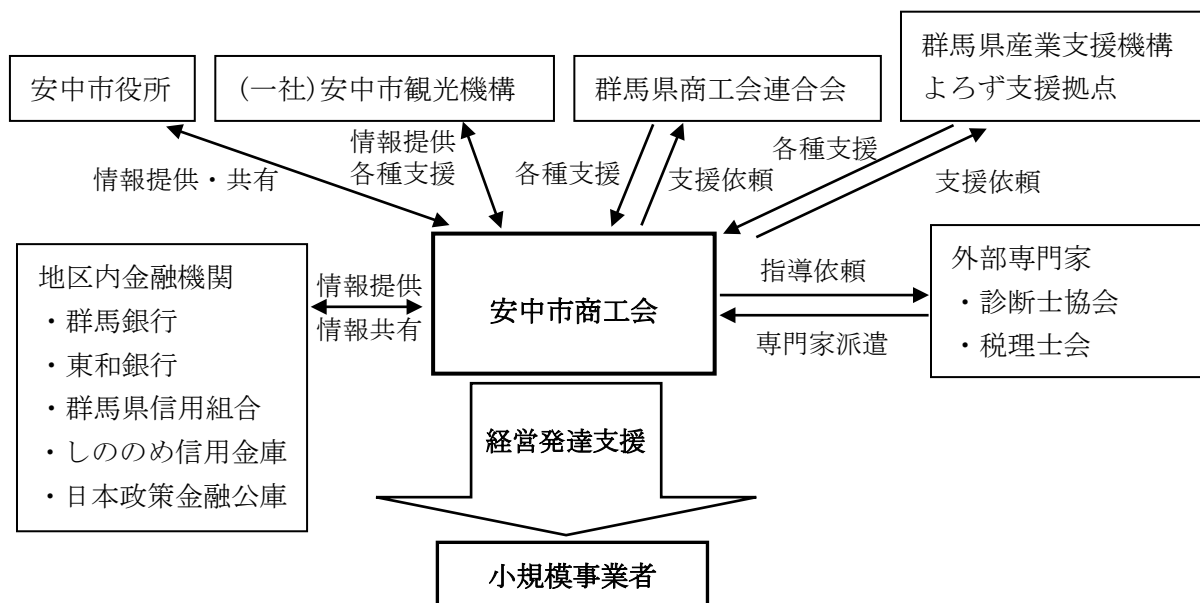 群馬県産業支援機構
よろず支援拠点
安中市役所
(一社)安中市観光機構
群馬県商工会連合会
情報提供・共有
情報提供
各種支援
各種支援
支援依頼
各種支援
支援依頼
地区内金融機関
・群馬銀行
・東和銀行
・群馬県信用組合
・しののめ信用金庫
・日本政策金融公庫
情報提供
情報共有
安中市商工会
指導依頼
専門家派遣
外部専門家
・診断士協会
・税理士会
経営発達支援
小規模事業者